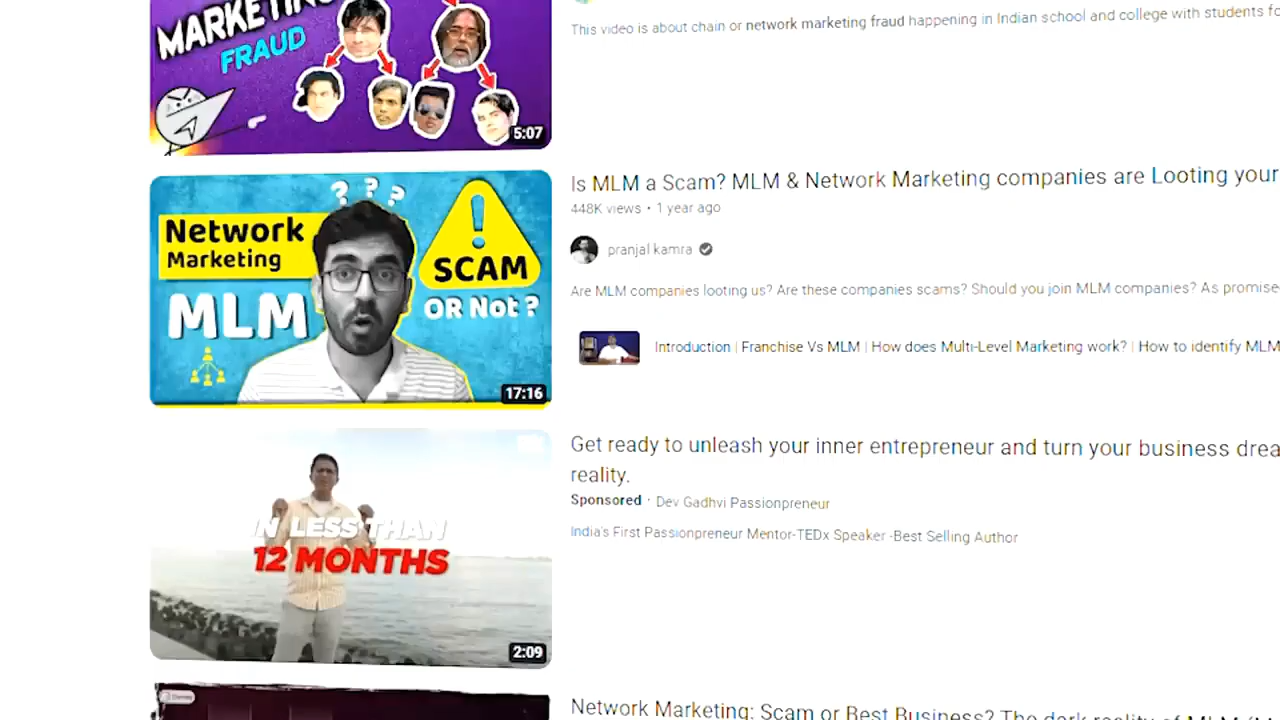 MARKETING
FRAUD
5:07
This video is about chain or network marketing fraud happening in Indian school and college with students
Network
Marketing
MLM
SCAM
OR Not ?
17:16
? ? ?
!
Is MLM a Scam? MLM & Network Marketing companies are Looting your
448K views • 1 year ago
pranjal kamra
Are MLM companies looting us? Are these companies scams? Should you join MLM companies? As promise
Introduction | Franchise Vs MLM | How does Multi-Level Marketing work? | How to identify MLM
IN LESS THAN
12 MONTHS
2:09
Get ready to unleash your inner entrepreneur and turn your business drea
reality.
Sponsored · Dev Gadhvi Passionpreneur
India's First Passionpreneur Mentor-TEDx Speaker -Best Selling Author
Network Marketing: Scam or Best Business? The dark reality of MLM